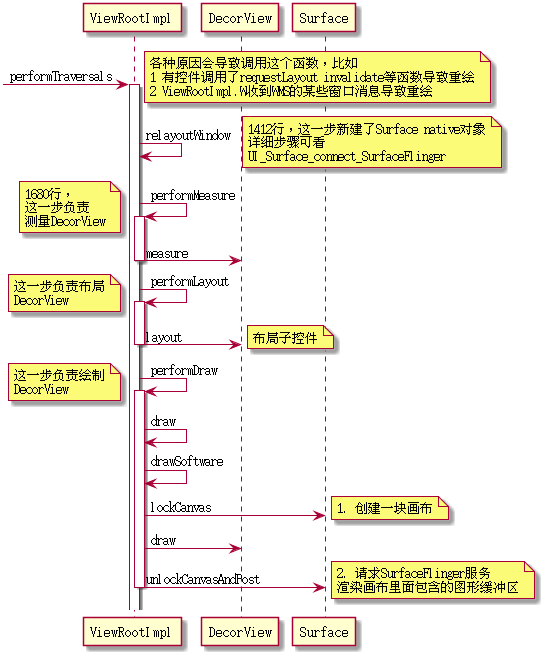 ViewRootImpl
DecorView
Surface
performTraversals
各种原因会导致调用这个函数，比如
1 有控件调用了requestLayout invalidate等函数导致重绘
2 ViewRootImpl.W收到WMS的某些窗口消息导致重绘
relayoutWindow
1412行，这一步新建了Surface native对象
详细步骤可看
UI_Surface_connect_SurfaceFlinger
1680行，
这一步负责
测量DecorView
performMeasure
measure
这一步负责布局
DecorView
performLayout
layout
布局子控件
这一步负责绘制
DecorView
performDraw
draw
drawSoftware
lockCanvas
1. 创建一块画布
draw
unlockCanvasAndPost
2. 请求SurfaceFlinger服务
渲染画布里面包含的图形缓冲区
ViewRootImpl
DecorView
Surface